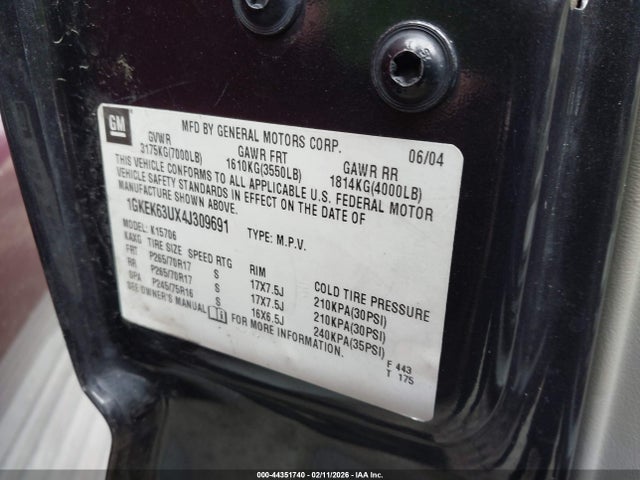 GM
MFD BY GENERAL MOTORS CORP. 06/04
GVWR GAWR FRT GAWR RR
3175KG(7000LB) 1610KG(3550LB) 1814KG(4000LB)
THIS VEHICLE CONFORMS TO ALL APPLICABLE U.S. FEDERAL MOTOR
VEHICLE SAFETY STANDARDS IN EFFECT ON THE DATE OF
MANUFACTURE SHOWN ABOVE.
1GKEK63UX4J309691 TYPE: M.P.V.
MODEL: K15706
KAXG TIRE SIZE SPEED RTG RIM COLD TIRE PRESSURE
FRT P265/70R17 S 17X7.5J 210KPA(30PSI)
RR P265/70R17 S 17X7.5J 210KPA(30PSI)
SPA P245/75R16 S 16X6.5J 240KPA(35PSI)
SEE OWNER'S MANUAL FOR MORE INFORMATION.
F 443
T 175
000-44351740 - 02/11/2026 - IAA Inc.